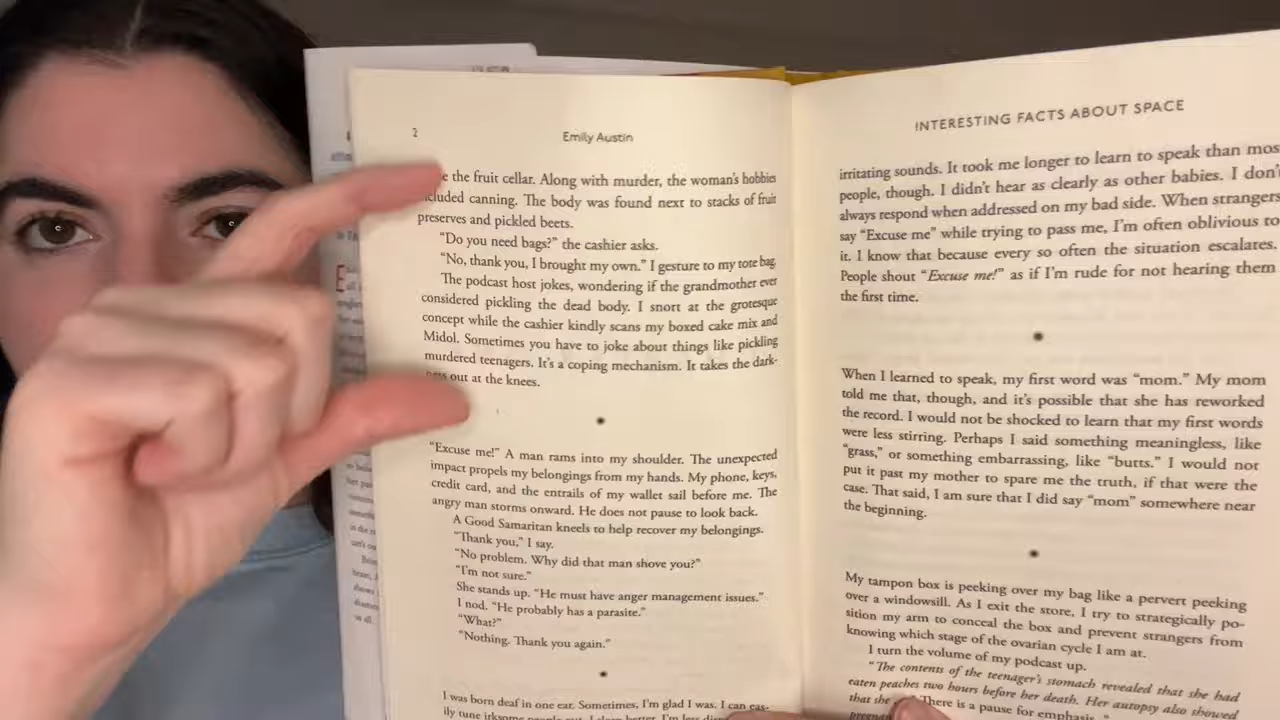 2
Emily Austin
the fruit cellar. Along with murder, the woman's hobbies
included canning. The body was found next to stacks of fruit
preserves and pickled beets.
"Do you need bags?" the cashier asks.
"No, thank you, I brought my own." I gesture to my tote bag.
The podcast host jokes, wondering if the grandmother ever
considered pickling the dead body. I snort at the grotesque
concept while the cashier kindly scans my boxed cake mix and
Midol. Sometimes you have to joke about things like pickling
murdered teenagers. It's a coping mechanism. It takes the dark-
ness out at the knees.
"Excuse me!" A man rams into my shoulder. The unexpected
impact propels my belongings from my hands. My phone, keys,
credit card, and the entrails of my wallet sail before me. The
angry man storms onward. He does not pause to look back.
A Good Samaritan kneels to help recover my belongings.
"Thank you," I say.
"No problem. Why did that man shove you?"
"I'm not sure."
She stands up. "He must have anger management issues."
I nod. "He probably has a parasite."
"What?"
"Nothing. Thank you again."
I was born deaf in one ear. Sometimes, I'm glad I was. I can eas-
ily tune irksome people out. I sleep better. I'm less
INTERESTING FACTS ABOUT SPACE
irritating sounds. It took me longer to learn to speak than mos
people, though. I didn't hear as clearly as other babies. I don'
always respond when addressed on my bad side. When strangers
say "Excuse me" while trying to pass me, I'm often oblivious to
it. I know that because every so often the situation escalates.
People shout "Excuse me!" as if I'm rude for not hearing them
the first time.
When I learned to speak, my first word was "mom." My mom
told me that, though, and it's possible that she has reworked
the record. I would not be shocked to learn that my first words
were less stirring. Perhaps I said something meaningless, like
"grass," or something embarrassing, like "butts." I would not
put it past my mother to spare me the truth, if that were the
case. That said, I am sure that I did say "mom" somewhere near
the beginning.
My tampon box is peeking over my bag like a pervert peeking
over a windowsill. As I exit the store, I try to strategically po-
sition my arm to conceal the box and prevent strangers from
knowing which stage of the ovarian cycle I am at.
I turn the volume of my podcast up.
"The contents of the teenager's stomach revealed that she had
eaten peaches two hours before her death. Her autopsy also showed
that she There is a pause for emphasis. "